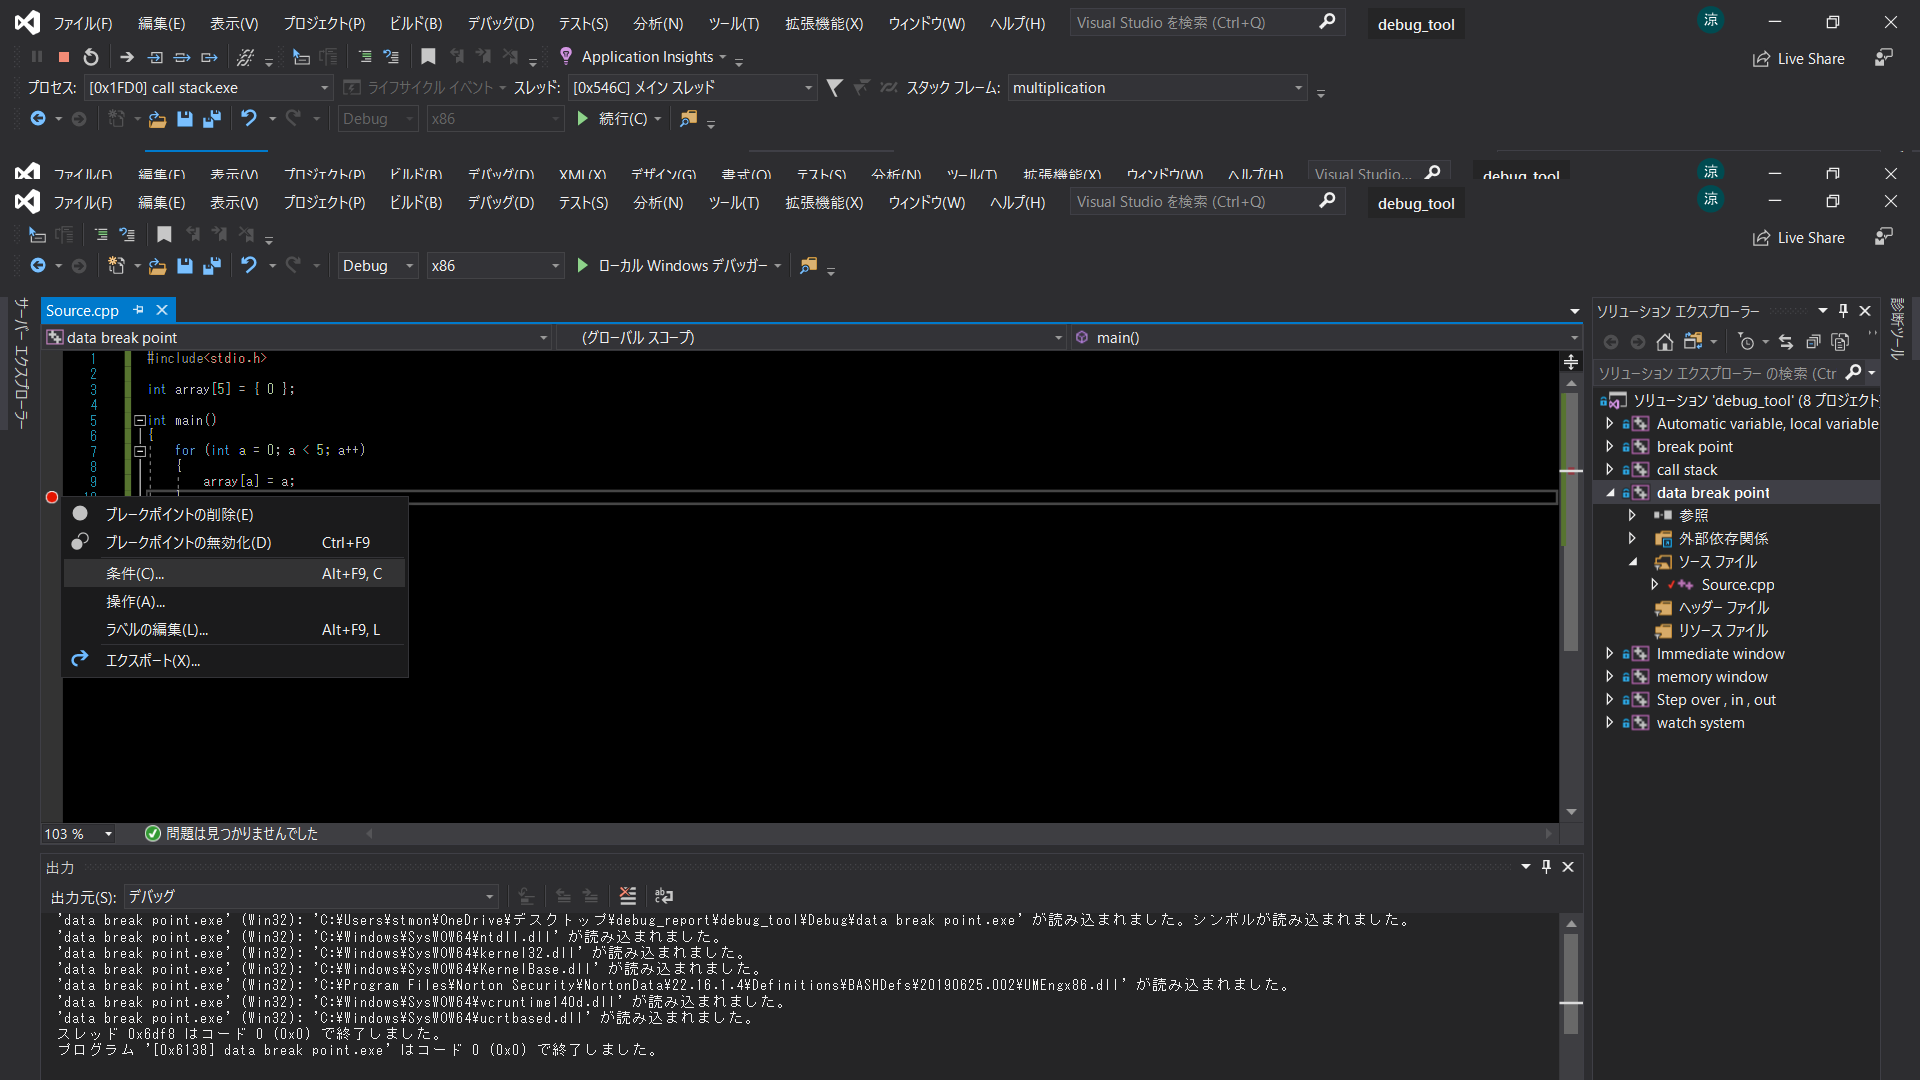 ファイル(F) 編集(E) 表示(V) プロジェクト(P) ビルド(B) デバッグ(D) テスト(S) 分析(N) ツール(T) 拡張機能(X) ウィンドウ(W) ヘルプ(H) Visual Studio を検索 (Ctrl+Q) debug_tool 涼
Application Insights Live Share
プロセス: [0x1FD0] call stack.exe ライフサイクル イベント スレッド: [0x546C] メイン スレッド スタック フレーム: multiplication
Debug x86 続行(C)
ファイル(F) 編集(E) 表示(V) プロジェクト(P) ビルド(B) デバッグ(D) XML(X) デザイン(G) 書式(O) テスト(S) 分析(N) ツール(T) 拡張機能(X) ウィンドウ(W) ヘルプ(H) Visual Studio... debug_tool 涼
ファイル(F) 編集(E) 表示(V) プロジェクト(P) ビルド(B) デバッグ(D) テスト(S) 分析(N) ツール(T) 拡張機能(X) ウィンドウ(W) ヘルプ(H) Visual Studio を検索 (Ctrl+Q) debug_tool 涼
Live Share
Debug x86 ローカル Windows デバッガー
サーバー エクスプローラー
Source.cpp
data break point (グローバル スコープ) main()
1 #include<stdio.h>
2
3 int array[5] = { 0 };
4
5 int main()
6 {
7 for (int a = 0; a < 5; a++)
8 {
9 array[a] = a;
10 }
ブレークポイントの削除(E)
ブレークポイントの無効化(D) Ctrl+F9
条件(C)... Alt+F9, C
操作(A)...
ラベルの編集(L)... Alt+F9, L
エクスポート(X)...
103 % 問題は見つかりませんでした
ソリューション エクスプローラー
ソリューション エクスプローラー の検索 (Ctr
ソリューション 'debug_tool' (8 プロジェクト
Automatic variable, local variable
break point
call stack
data break point
参照
外部依存関係
ソース ファイル
Source.cpp
ヘッダー ファイル
リソース ファイル
Immediate window
memory window
Step over , in , out
watch system
診断ツール
出力
出力元(S): デバッグ
'data break point.exe' (Win32): 'C:¥Users¥stmon¥OneDrive¥デスクトップ¥debug_report¥debug_tool¥Debug¥data break point.exe' が読み込まれました。シンボルが読み込まれました。
'data break point.exe' (Win32): 'C:¥Windows¥SysWOW64¥ntdll.dll' が読み込まれました。
'data break point.exe' (Win32): 'C:¥Windows¥SysWOW64¥kernel32.dll' が読み込まれました。
'data break point.exe' (Win32): 'C:¥Windows¥SysWOW64¥KernelBase.dll' が読み込まれました。
'data break point.exe' (Win32): 'C:¥Program Files¥Norton Security¥NortonData¥22.16.1.4¥Definitions¥BASHDefs¥20190625.002¥UMEngx86.dll' が読み込まれました。
'data break point.exe' (Win32): 'C:¥Windows¥SysWOW64¥vcruntime140d.dll' が読み込まれました。
'data break point.exe' (Win32): 'C:¥Windows¥SysWOW64¥ucrtbased.dll' が読み込まれました。
スレッド 0x6df8 はコード 0 (0x0) で終了しました。
プログラム '[0x6138] data break point.exe' はコード 0 (0x0) で終了しました。